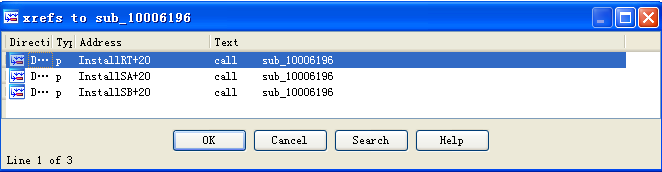 xrefs to sub_10006196
Directi Typ Address Text
D… p InstallRT+20 call sub_10006196
D… p InstallSA+20 call sub_10006196
D… p InstallSB+20 call sub_10006196
OK Cancel Search Help
Line 1 of 3